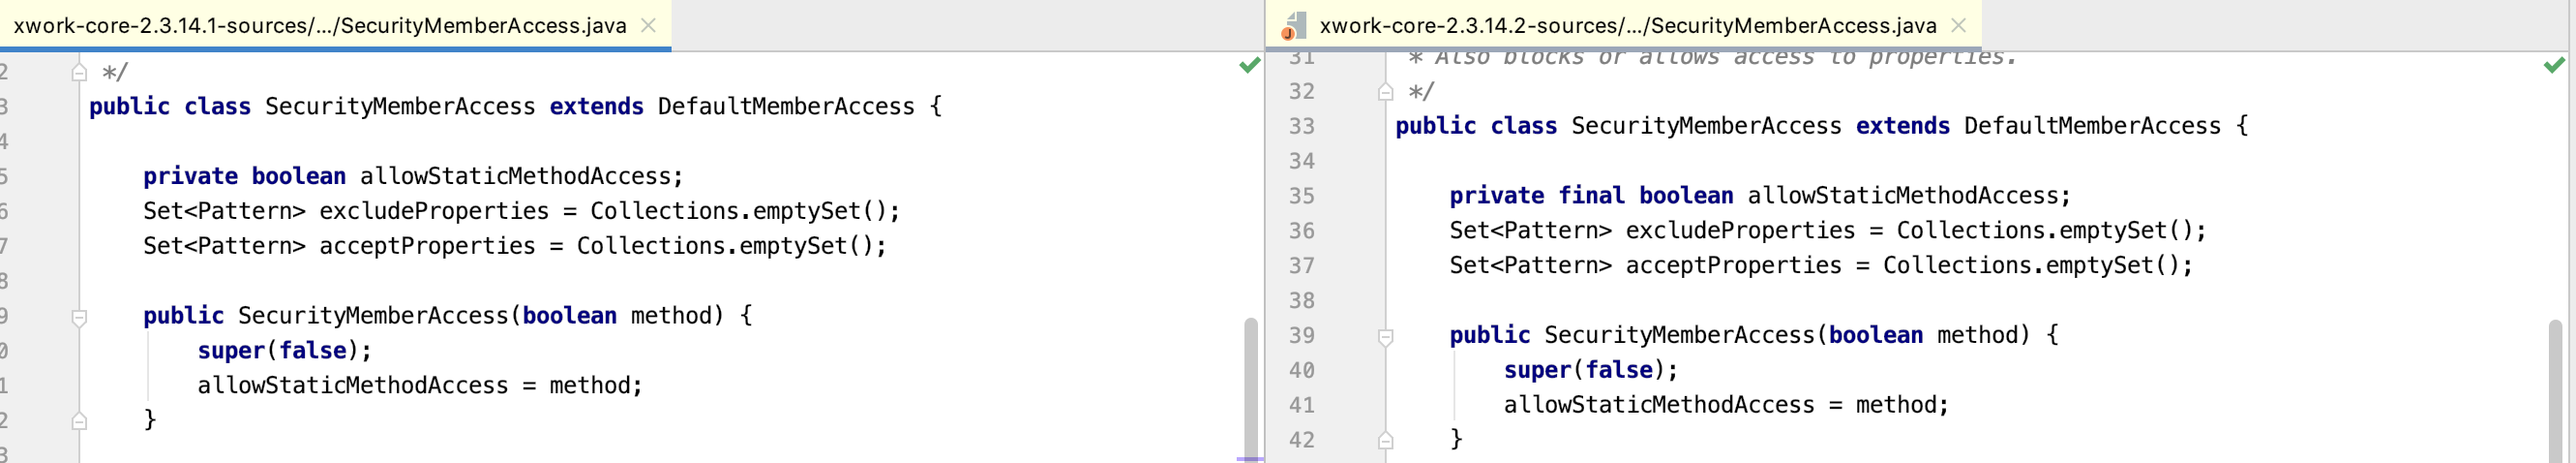 xwork-core-2.3.14.1-sources/.../SecurityMemberAccess.java
2 */
3 public class SecurityMemberAccess extends DefaultMemberAccess {
4
5 private boolean allowStaticMethodAccess;
6 Set<Pattern> excludeProperties = Collections.emptySet();
7 Set<Pattern> acceptProperties = Collections.emptySet();
8
9 public SecurityMemberAccess(boolean method) {
0 super(false);
1 allowStaticMethodAccess = method;
2 }
3
xwork-core-2.3.14.2-sources/.../SecurityMemberAccess.java
31 * Also blocks or allows access to properties.
32 */
33 public class SecurityMemberAccess extends DefaultMemberAccess {
34
35 private final boolean allowStaticMethodAccess;
36 Set<Pattern> excludeProperties = Collections.emptySet();
37 Set<Pattern> acceptProperties = Collections.emptySet();
38
39 public SecurityMemberAccess(boolean method) {
40 super(false);
41 allowStaticMethodAccess = method;
42 }